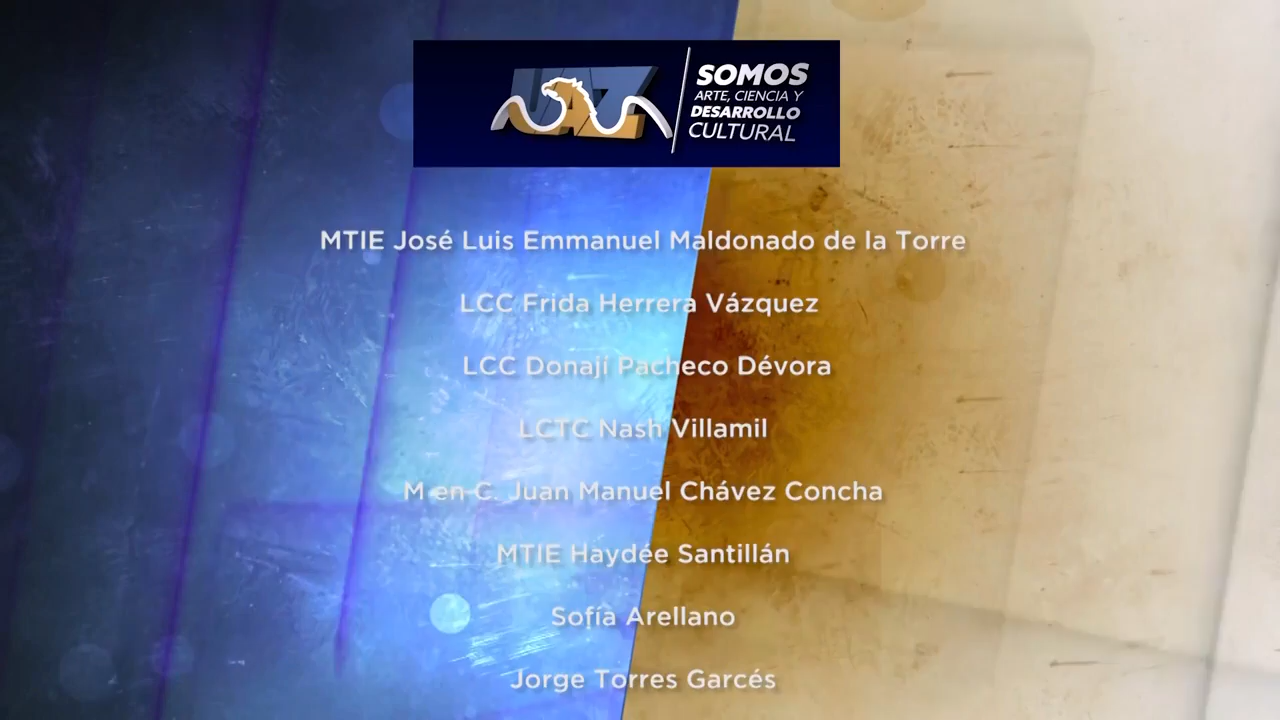 UAZ
SOMOS
ARTE, CIENCIA Y
DESARROLLO
CULTURAL
MTIE José Luis Emmanuel Maldonado de la Torre
LCC Frida Herrera Vázquez
LCC Donají Pacheco Dévora
LCTC Nash Villamil
M en C. Juan Manuel Chávez Concha
MTIE Haydée Santillán
Sofía Arellano
Jorge Torres Garcés